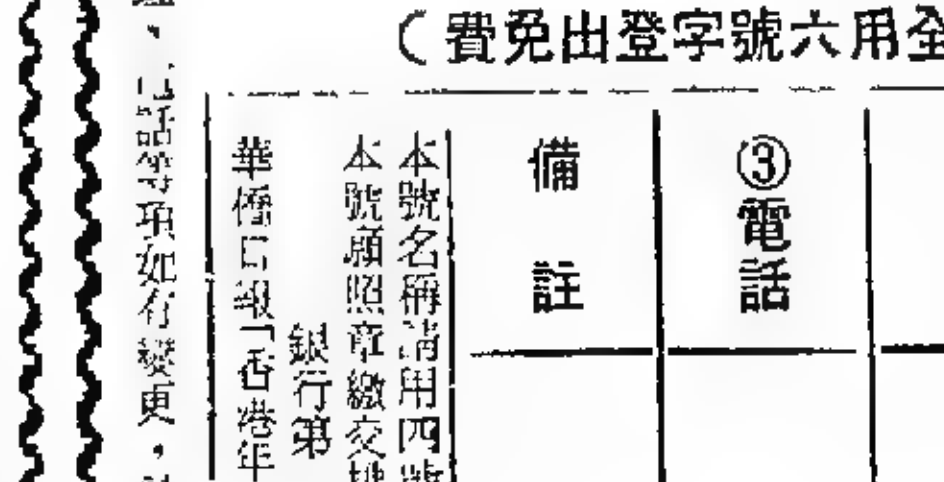 （費免出登字號六用全
③電話
備註
本號名稱請用四號
本號願照章繳交
銀行第
華僑日報「香港年
話等項如有變更，